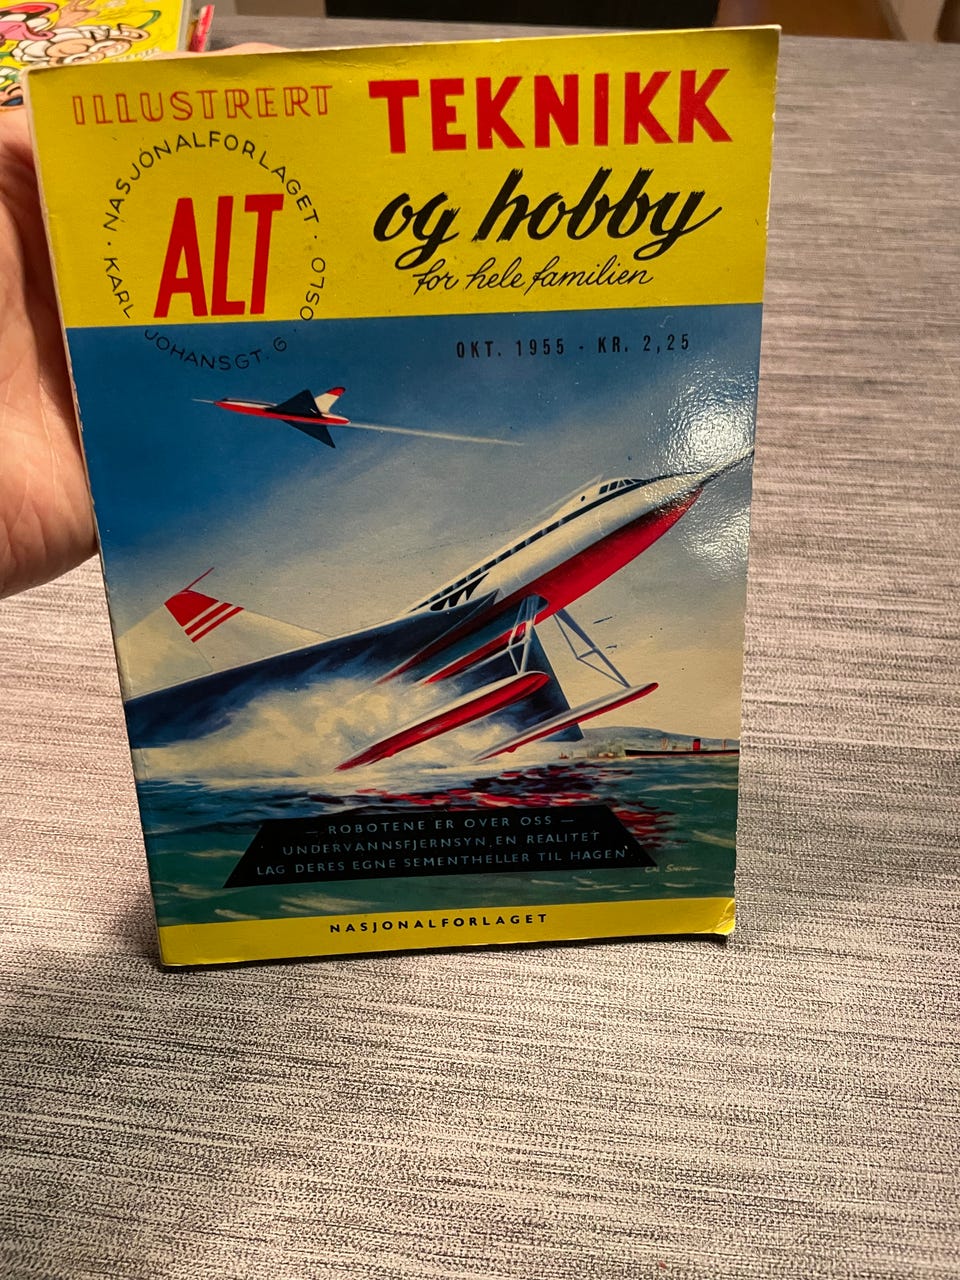 ILLUSTRERT
TEKNIKK
og hobby
for hele familien
ALT
· NASJONALFORLAGET · KARL JOHANSGT. 6 OSLO
OKT. 1955 - KR. 2,25
— ROBOTENE ER OVER OSS —
UNDERVANNSFJERNSYN, EN REALITET
LAG DERES EGNE SEMENTHELLER TIL HAGEN
NASJONALFORLAGET